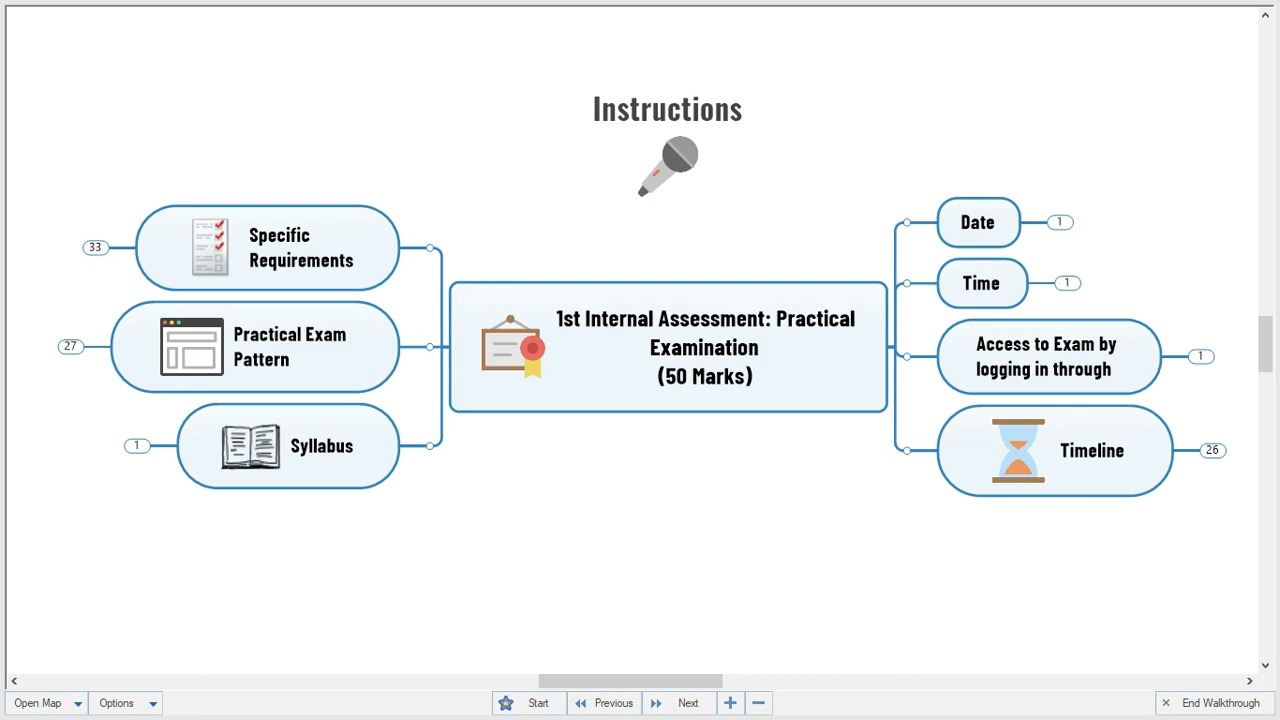 Instructions
33
Specific
Requirements
27
Practical Exam
Pattern
1
Syllabus
1st Internal Assessment: Practical
Examination
(50 Marks)
Date
1
Time
1
Access to Exam by
logging in through
1
Timeline
26
Open Map
Options
Start
Previous
Next
End Walkthrough